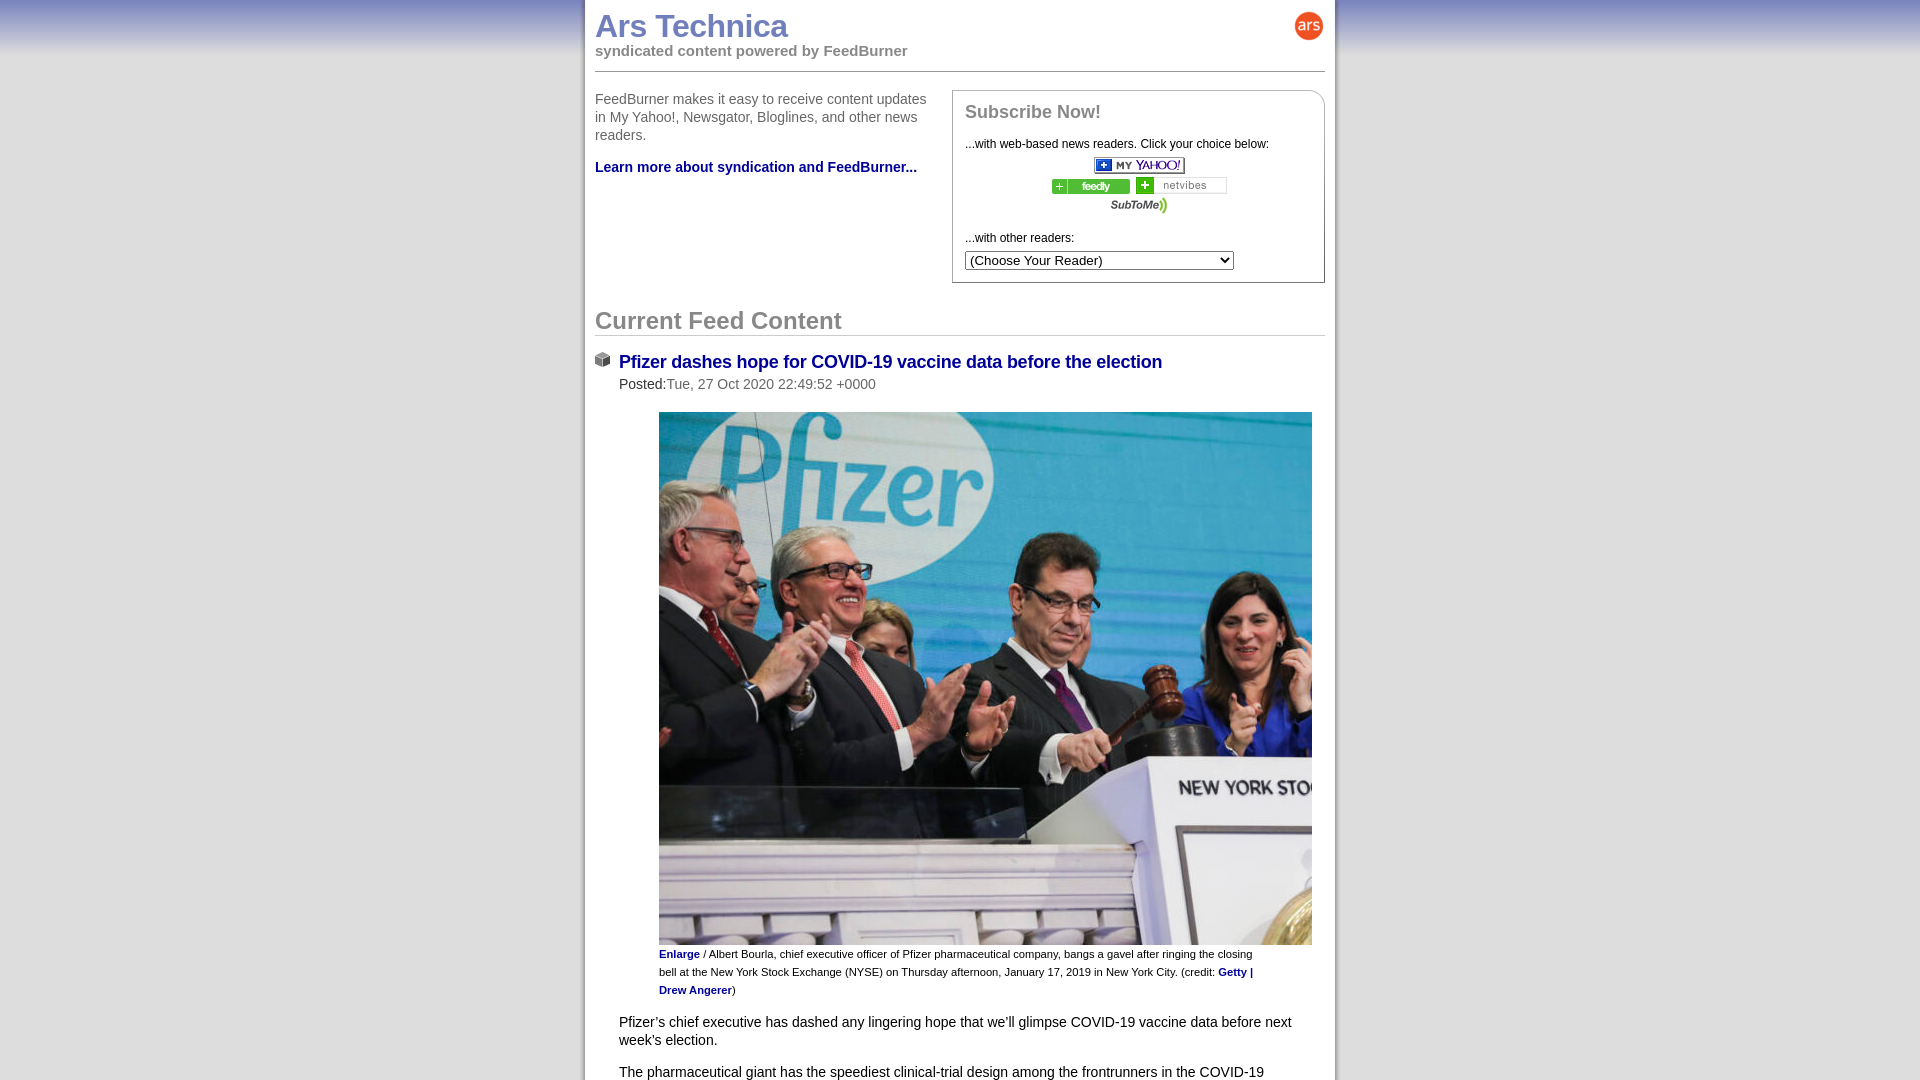 Ars Technica
ars
syndicated content powered by FeedBurner
FeedBurner makes it easy to receive content updates
in My Yahoo!, Newsgator, Bloglines, and other news
readers.
Learn more about syndication and FeedBurner...
Subscribe Now!
...with web-based news readers. Click your choice below:
MY YAHOO!
feedly netvibes
SubToMe
...with other readers:
(Choose Your Reader)
Current Feed Content
Pfizer dashes hope for COVID-19 vaccine data before the election
Posted:Tue, 27 Oct 2020 22:49:52 +0000
Pfizer
NEW YORK STO
Enlarge / Albert Bourla, chief executive officer of Pfizer pharmaceutical company, bangs a gavel after ringing the closing
bell at the New York Stock Exchange (NYSE) on Thursday afternoon, January 17, 2019 in New York City. (credit: Getty |
Drew Angerer)
Pfizer’s chief executive has dashed any lingering hope that we’ll glimpse COVID-19 vaccine data before next
week’s election.
The pharmaceutical giant has the speediest clinical-trial design among the frontrunners in the COVID-19